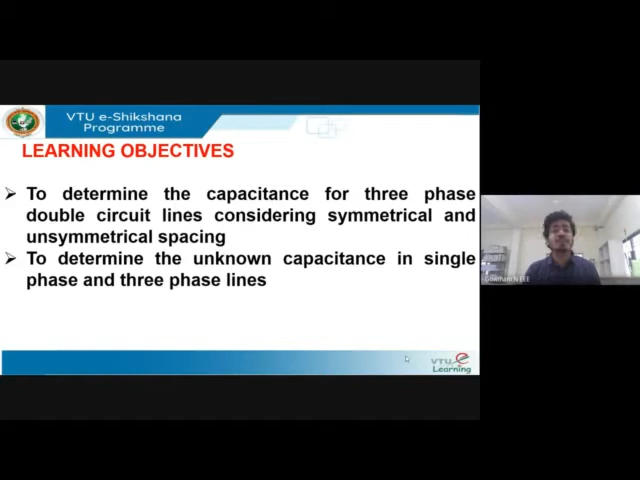 VTU e-Shikshana
Programme
LEARNING OBJECTIVES
➢ To determine the capacitance for three phase
double circuit lines considering symmetrical and
unsymmetrical spacing
➢ To determine the unknown capacitance in single
phase and three phase lines
VTU e
Learning